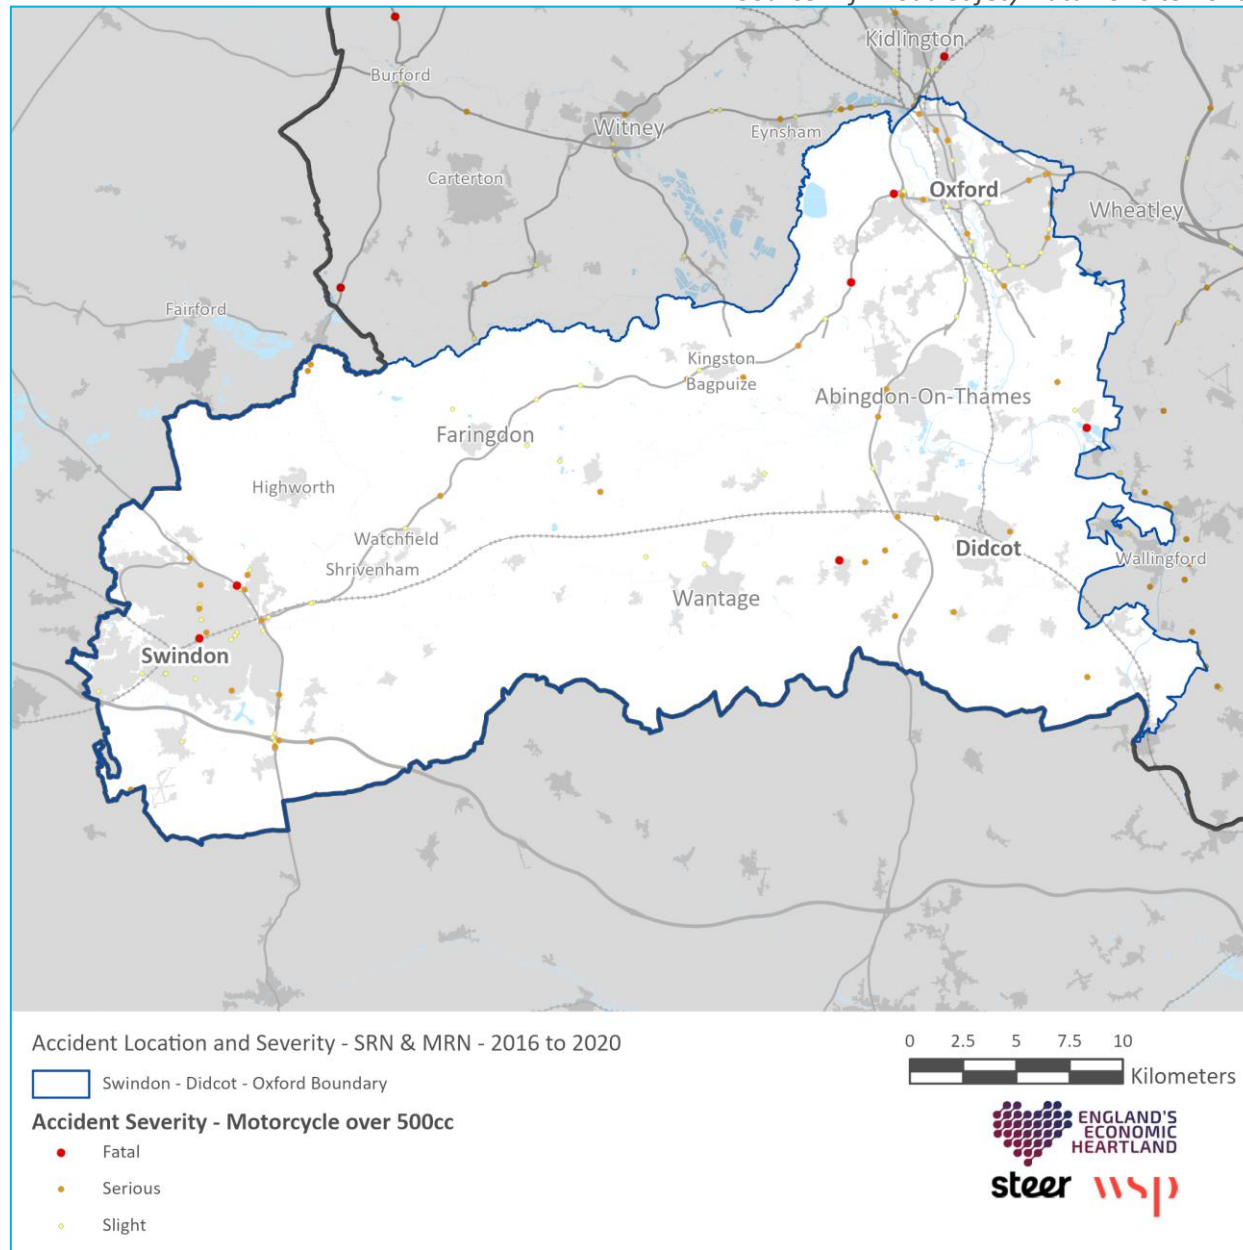 Kidlington
Burford
Witney
Eynsham
Carterton
Oxford
Wheatley
Fairford
Kingston
Bagpuize
Abingdon-On-Thames
Faringdon
Highworth
Watchfield
Shrivenham
Didcot
Wallingford
Wantage
Swindon
Accident Location and Severity - SRN & MRN - 2016 to 2020
Swindon - Didcot - Oxford Boundary
Accident Severity - Motorcycle over 500cc
Fatal
Serious
Slight
0 2.5 5 7.5 10
Kilometers
ENGLAND'S
ECONOMIC
HEARTLAND
steer wsp